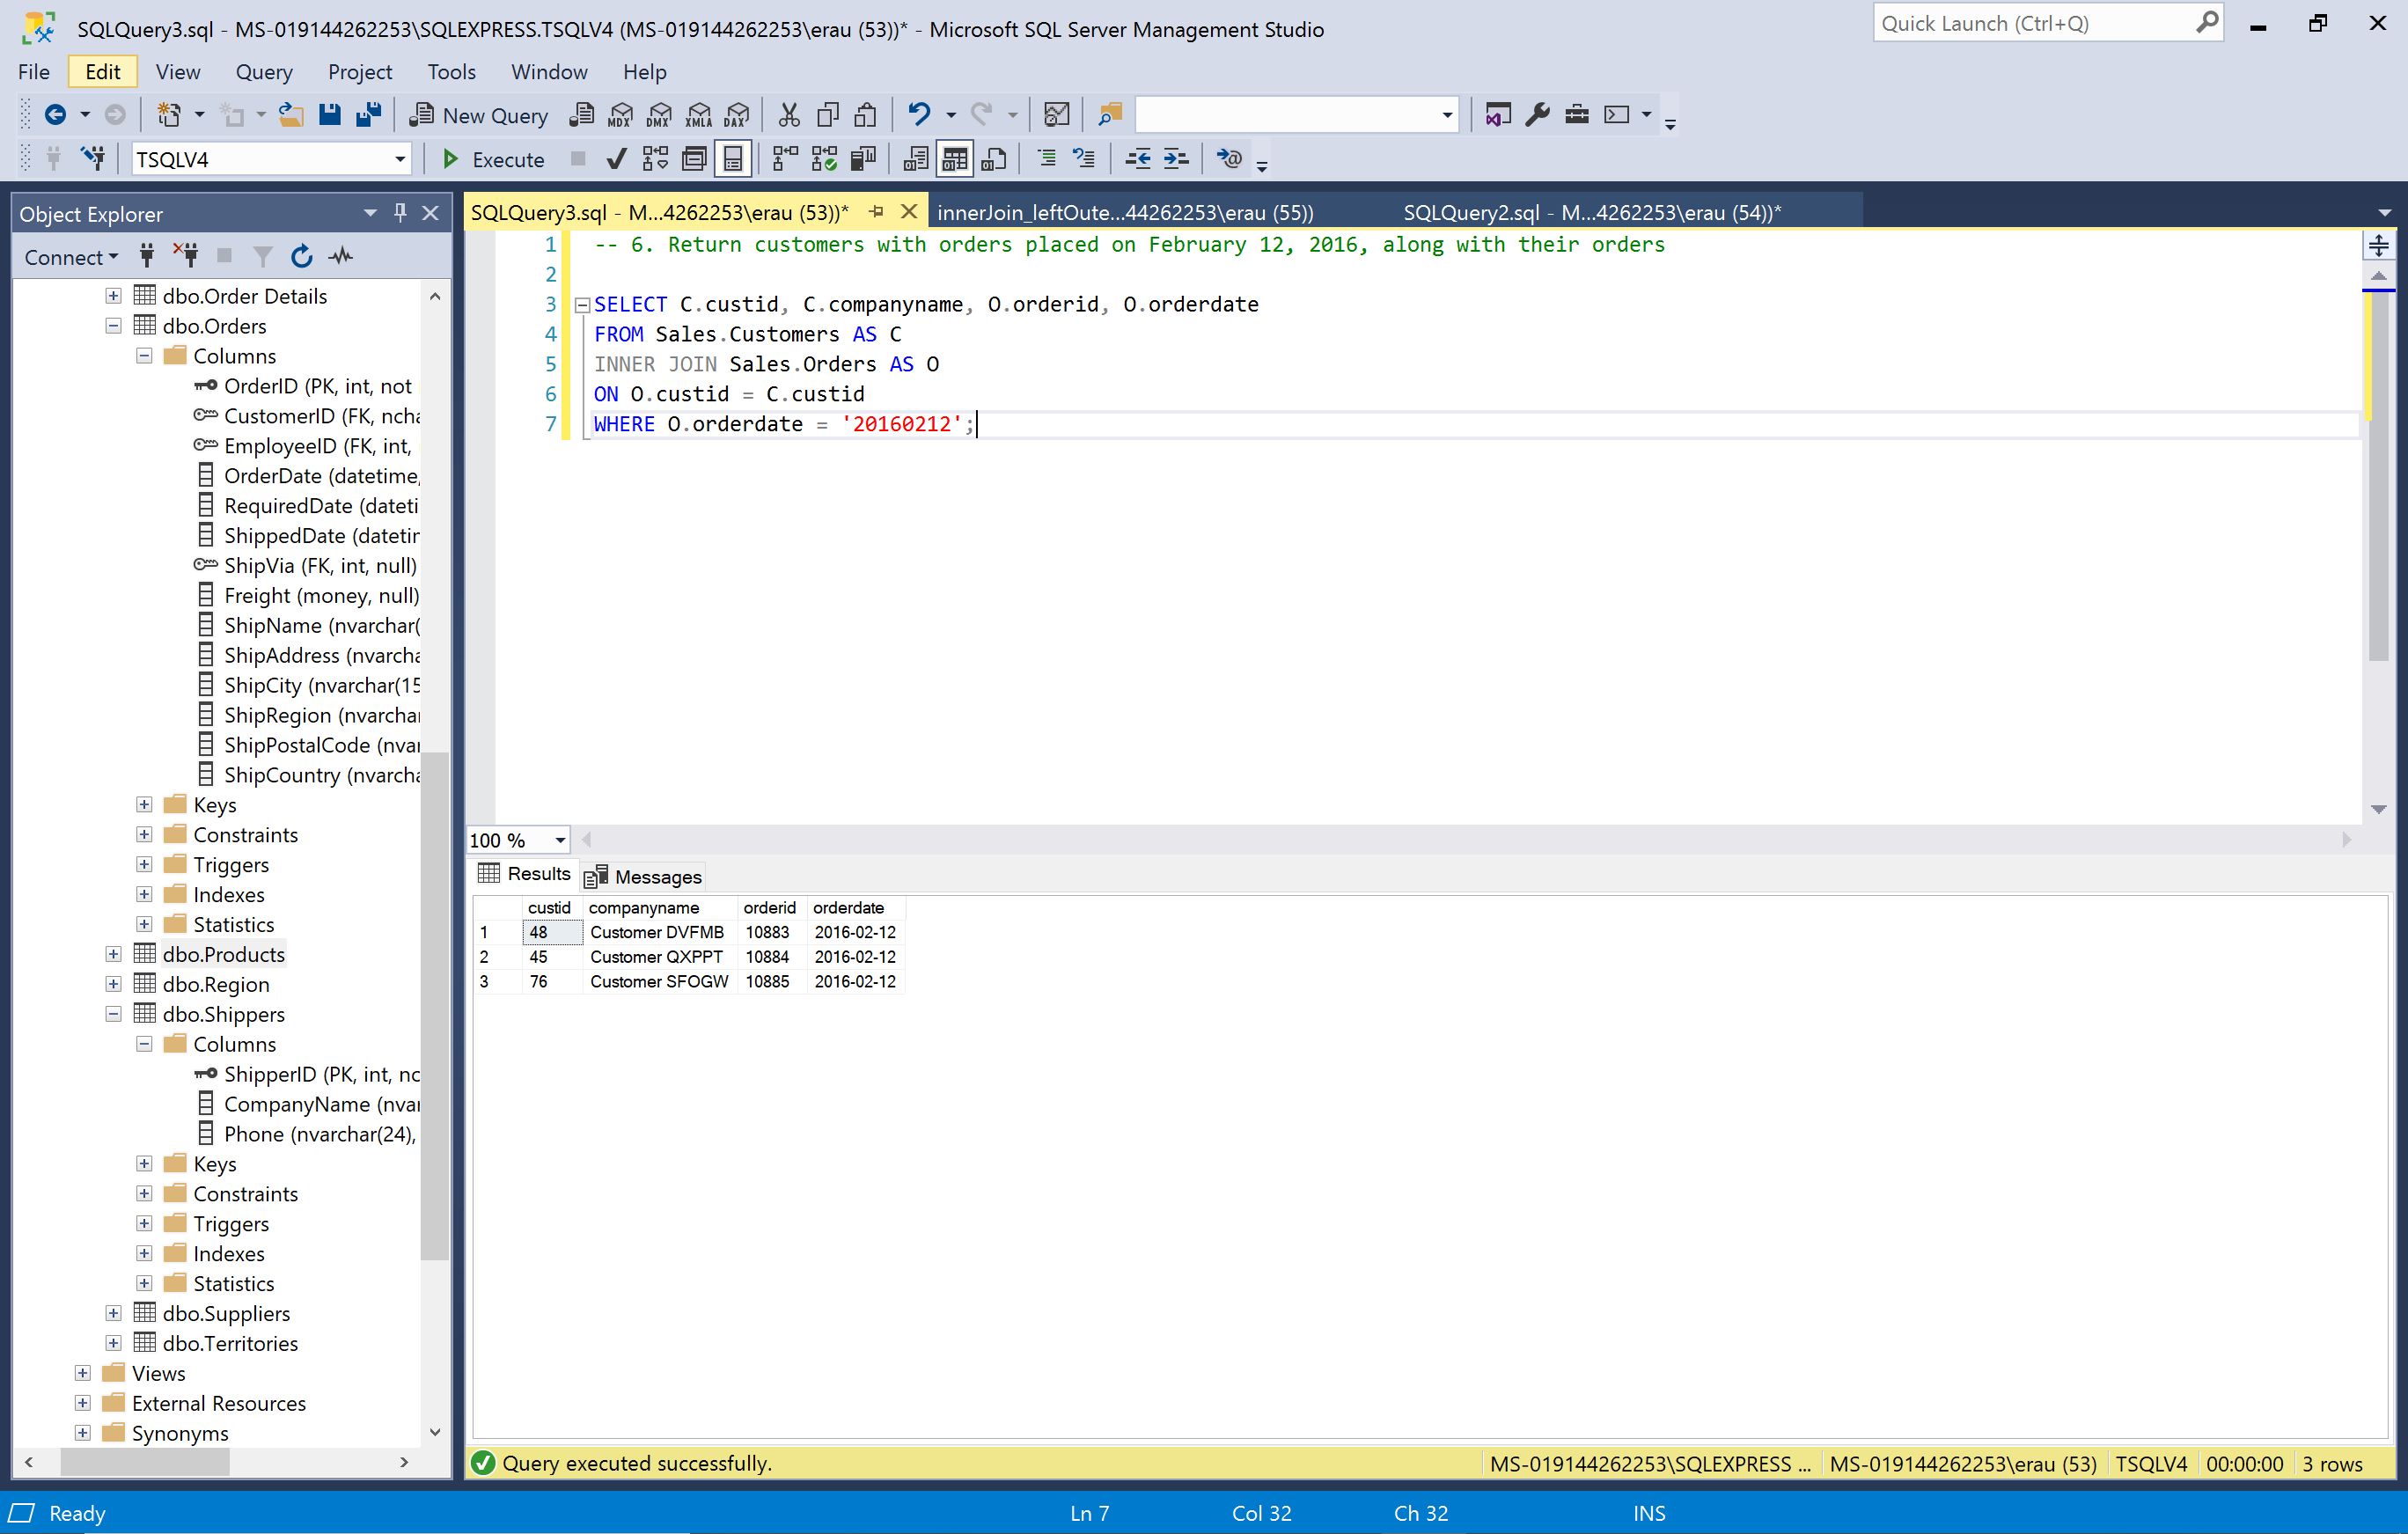 SQLQuery3.sql - MS-019144262253\SQLEXPRESS.TSQLV4 (MS-019144262253\erau (53))* - Microsoft SQL Server Management Studio
Quick Launch (Ctrl+Q)
File Edit View Query Project Tools Window Help
New Query MDX DMX XMLA DAX
TSQLV4 Execute
Object Explorer
Connect
dbo.Order Details
dbo.Orders
Columns
OrderID (PK, int, not
CustomerID (FK, ncha
EmployeeID (FK, int,
OrderDate (datetime,
RequiredDate (dateti
ShippedDate (datetin
ShipVia (FK, int, null)
Freight (money, null)
ShipName (nvarchar(
ShipAddress (nvarcha
ShipCity (nvarchar(15
ShipRegion (nvarchar
ShipPostalCode (nvar
ShipCountry (nvarcha
Keys
Constraints
Triggers
Indexes
Statistics
dbo.Products
dbo.Region
dbo.Shippers
Columns
ShipperID (PK, int, nc
CompanyName (nvar
Phone (nvarchar(24),
Keys
Constraints
Triggers
Indexes
Statistics
dbo.Suppliers
dbo.Territories
Views
External Resources
Synonyms
SQLQuery3.sql - M...4262253\erau (53))* innerJoin_leftOute...44262253\erau (55)) SQLQuery2.sql - M...4262253\erau (54))*
1 -- 6. Return customers with orders placed on February 12, 2016, along with their orders
2
3 SELECT C.custid, C.companyname, O.orderid, O.orderdate
4 FROM Sales.Customers AS C
5 INNER JOIN Sales.Orders AS O
6 ON O.custid = C.custid
7 WHERE O.orderdate = '20160212';
100 %
Results Messages
custid companyname orderid orderdate
1 48 Customer DVFMB 10883 2016-02-12
2 45 Customer QXPPT 10884 2016-02-12
3 76 Customer SFOGW 10885 2016-02-12
Query executed successfully. MS-019144262253\SQLEXPRESS ... MS-019144262253\erau (53) TSQLV4 00:00:00 3 rows
Ready Ln 7 Col 32 Ch 32 INS